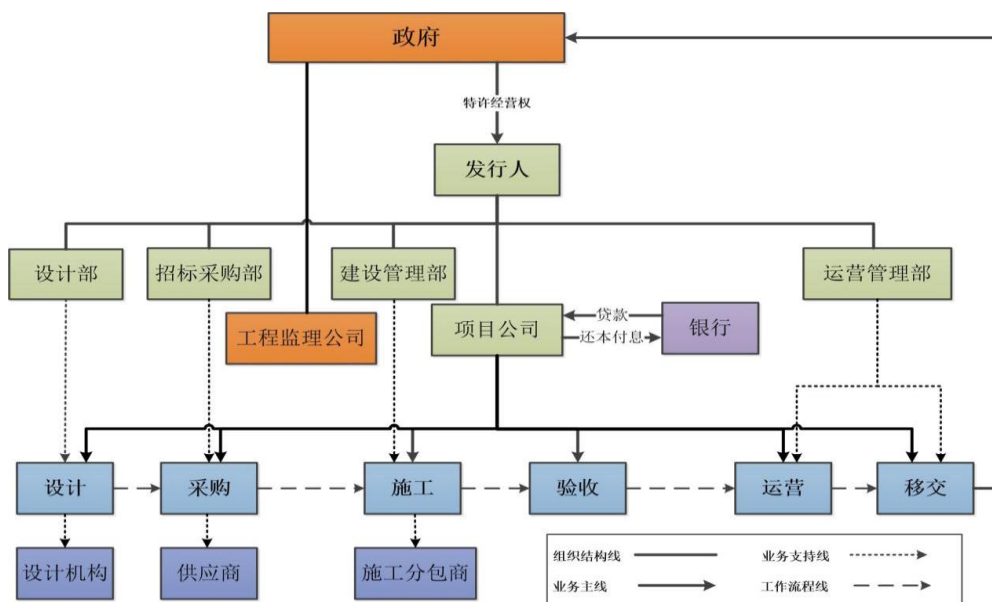 政府
特许经营权
发行人
设计部
招标采购部
建设管理部
运营管理部
工程监理公司
项目公司
贷款
还本付息
银行
设计
采购
施工
验收
运营
移交
设计机构
供应商
施工分包商
组织结构线
业务支持线
业务主线
工作流程线